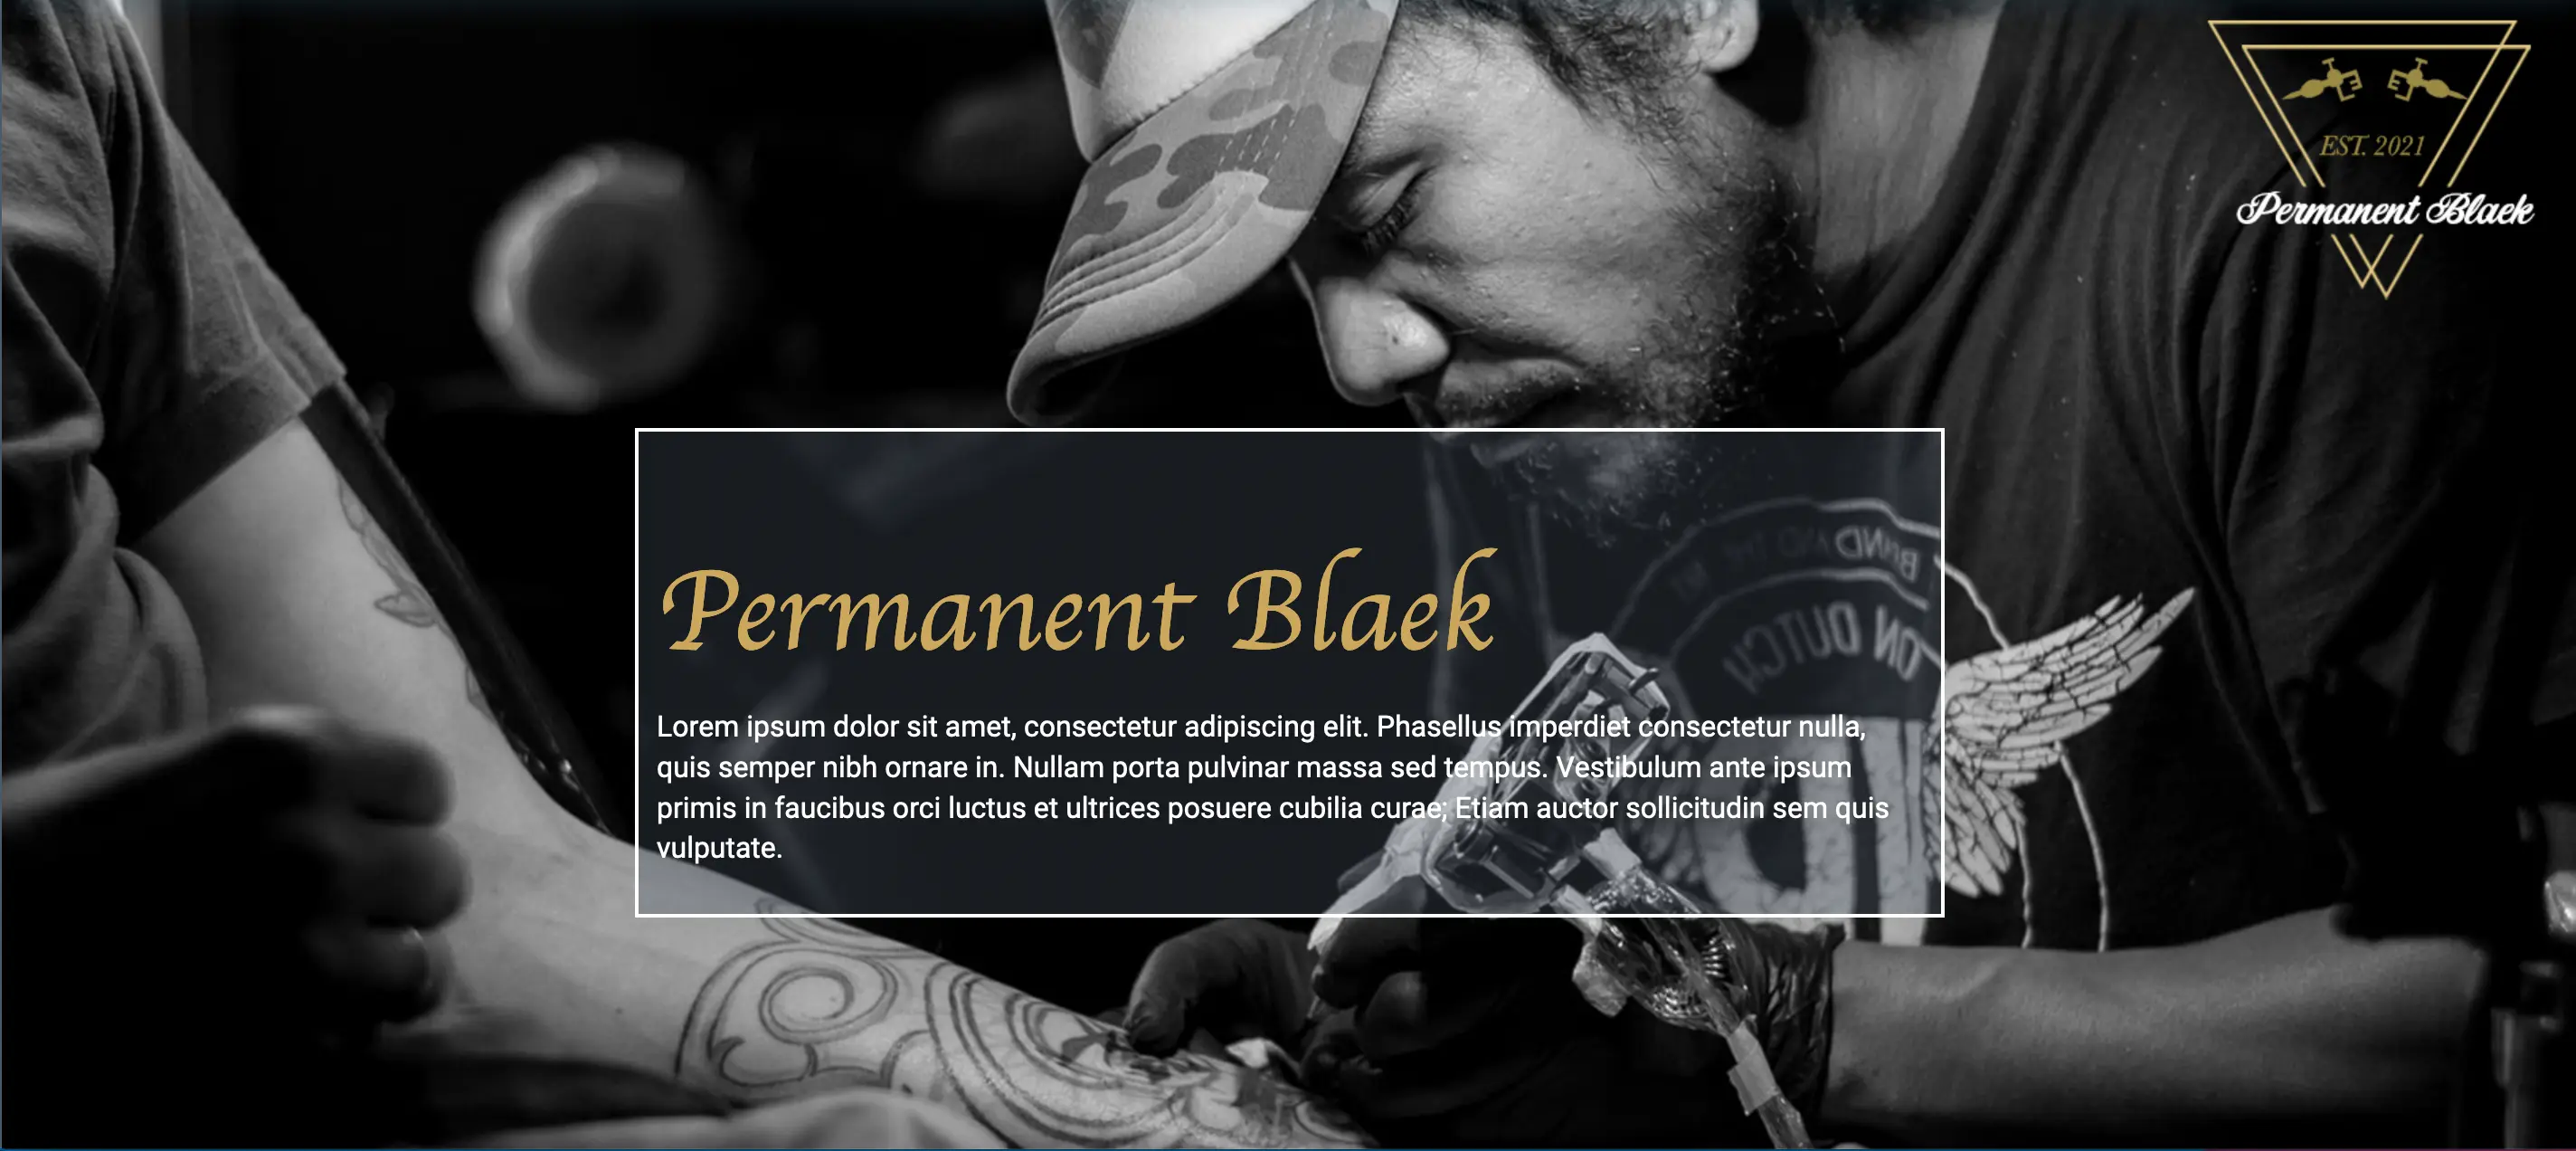 EST. 2021
Permanent Blaek
Permanent Blaek
Lorem ipsum dolor sit amet, consectetur adipiscing elit. Phasellus imperdiet consectetur nulla,
quis semper nibh ornare in. Nullam porta pulvinar massa sed tempus. Vestibulum ante ipsum
primis in faucibus orci luctus et ultrices posuere cubilia curae; Etiam auctor sollicitudin sem quis
vulputate.